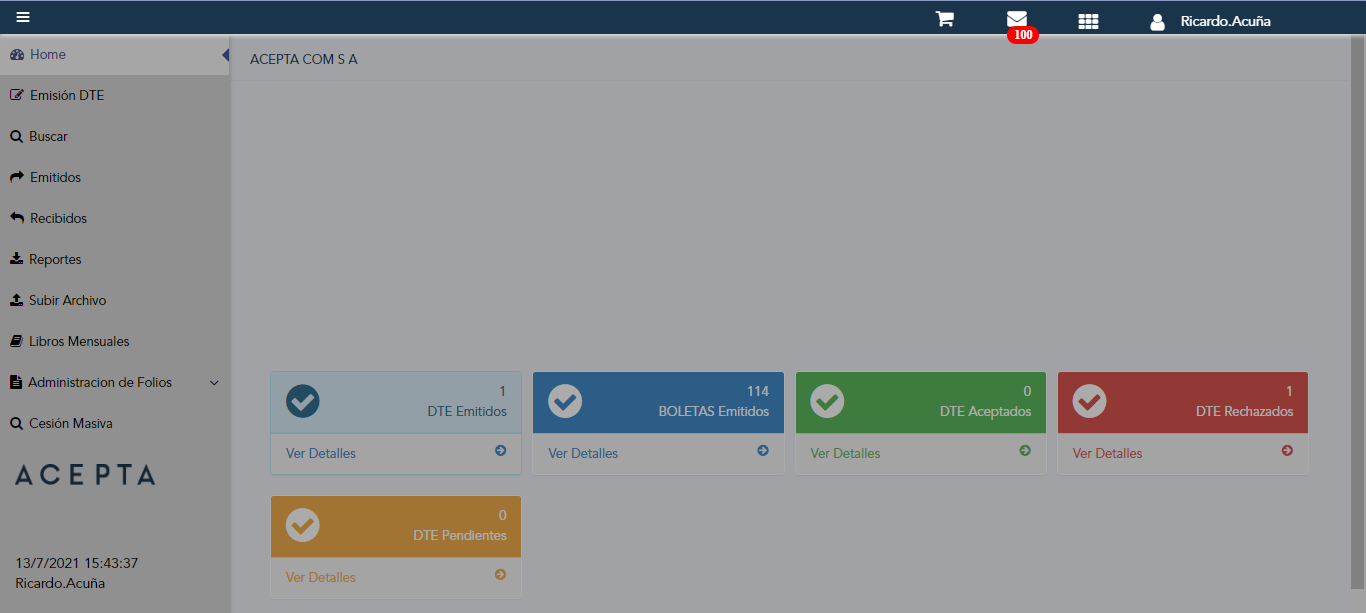 Ricardo.Acuña
100
Home
ACEPTA COM S A
Emisión DTE
Buscar
Emitidos
Recibidos
Reportes
Subir Archivo
Libros Mensuales
Administracion de Folios
Cesión Masiva
ACEPTA
13/7/2021 15:43:37
Ricardo.Acuña
1
DTE Emitidos
Ver Detalles
114
BOLETAS Emitidos
Ver Detalles
0
DTE Aceptados
Ver Detalles
1
DTE Rechazados
Ver Detalles
0
DTE Pendientes
Ver Detalles